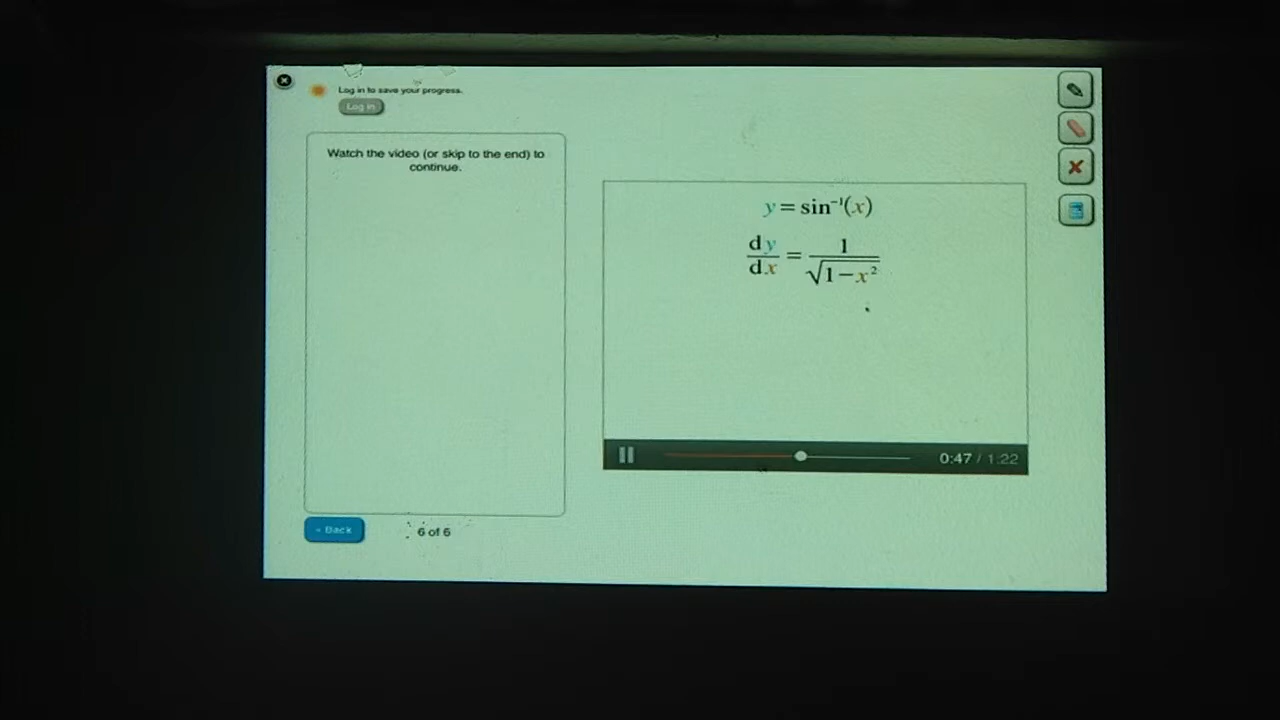 Log in to save your progress.
Log in
Watch the video (or skip to the end) to
continue.
y = sin⁻¹(x)
dy/dx = 1/√(1−x²)
0:47 / 1:22
« Back
6 of 6